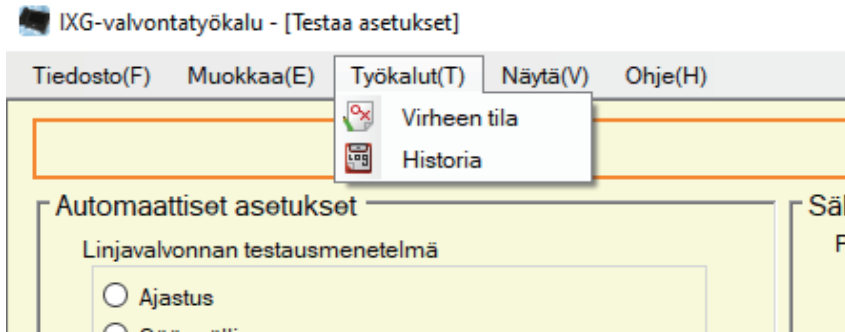 IXG-valvontatyökalu - [Testaa asetukset]
Tiedosto(F) Muokkaa(E) Työkalut(T) Näytä(V) Ohje(H)
Virheen tila
Historia
Automaattiset asetukset
Linjavalvonnan testausmenetelmä
Ajastus